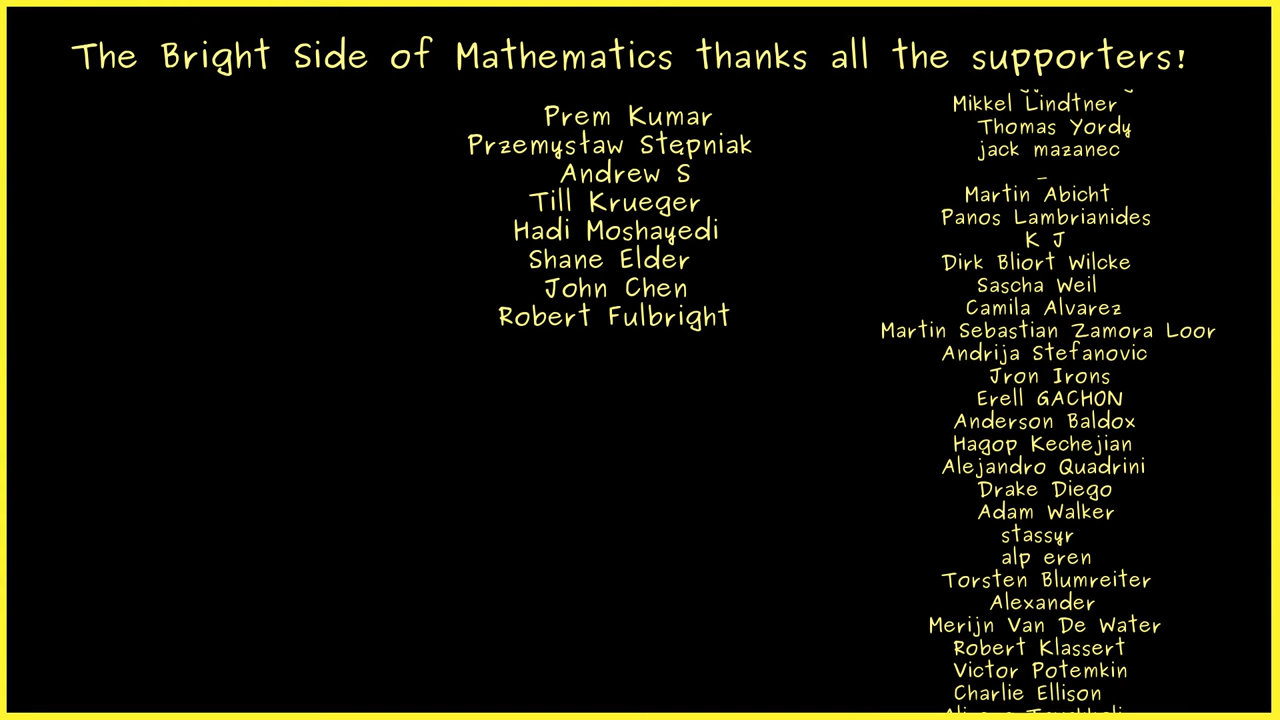 The Bright Side of Mathematics thanks all the supporters!
Prem Kumar
Przemysław Stępniak
Andrew S
Till Krueger
Hadi Moshayedi
Shane Elder
John Chen
Robert Fulbright
Mikkel Lindtner
Thomas Yordy
jack mazanec
_
Martin Abicht
Panos Lambrianides
K J
Dirk Bliort Wilcke
Sascha Weil
Camila Alvarez
Martin Sebastian Zamora Loor
Andrija Stefanovic
Jron Irons
Erell GACHON
Anderson Baldox
Hagop Kechejian
Alejandro Quadrini
Drake Diego
Adam Walker
stassyr
alp eren
Torsten Blumreiter
Alexander
Merijn Van De Water
Robert Klassert
Victor Potemkin
Charlie Ellison